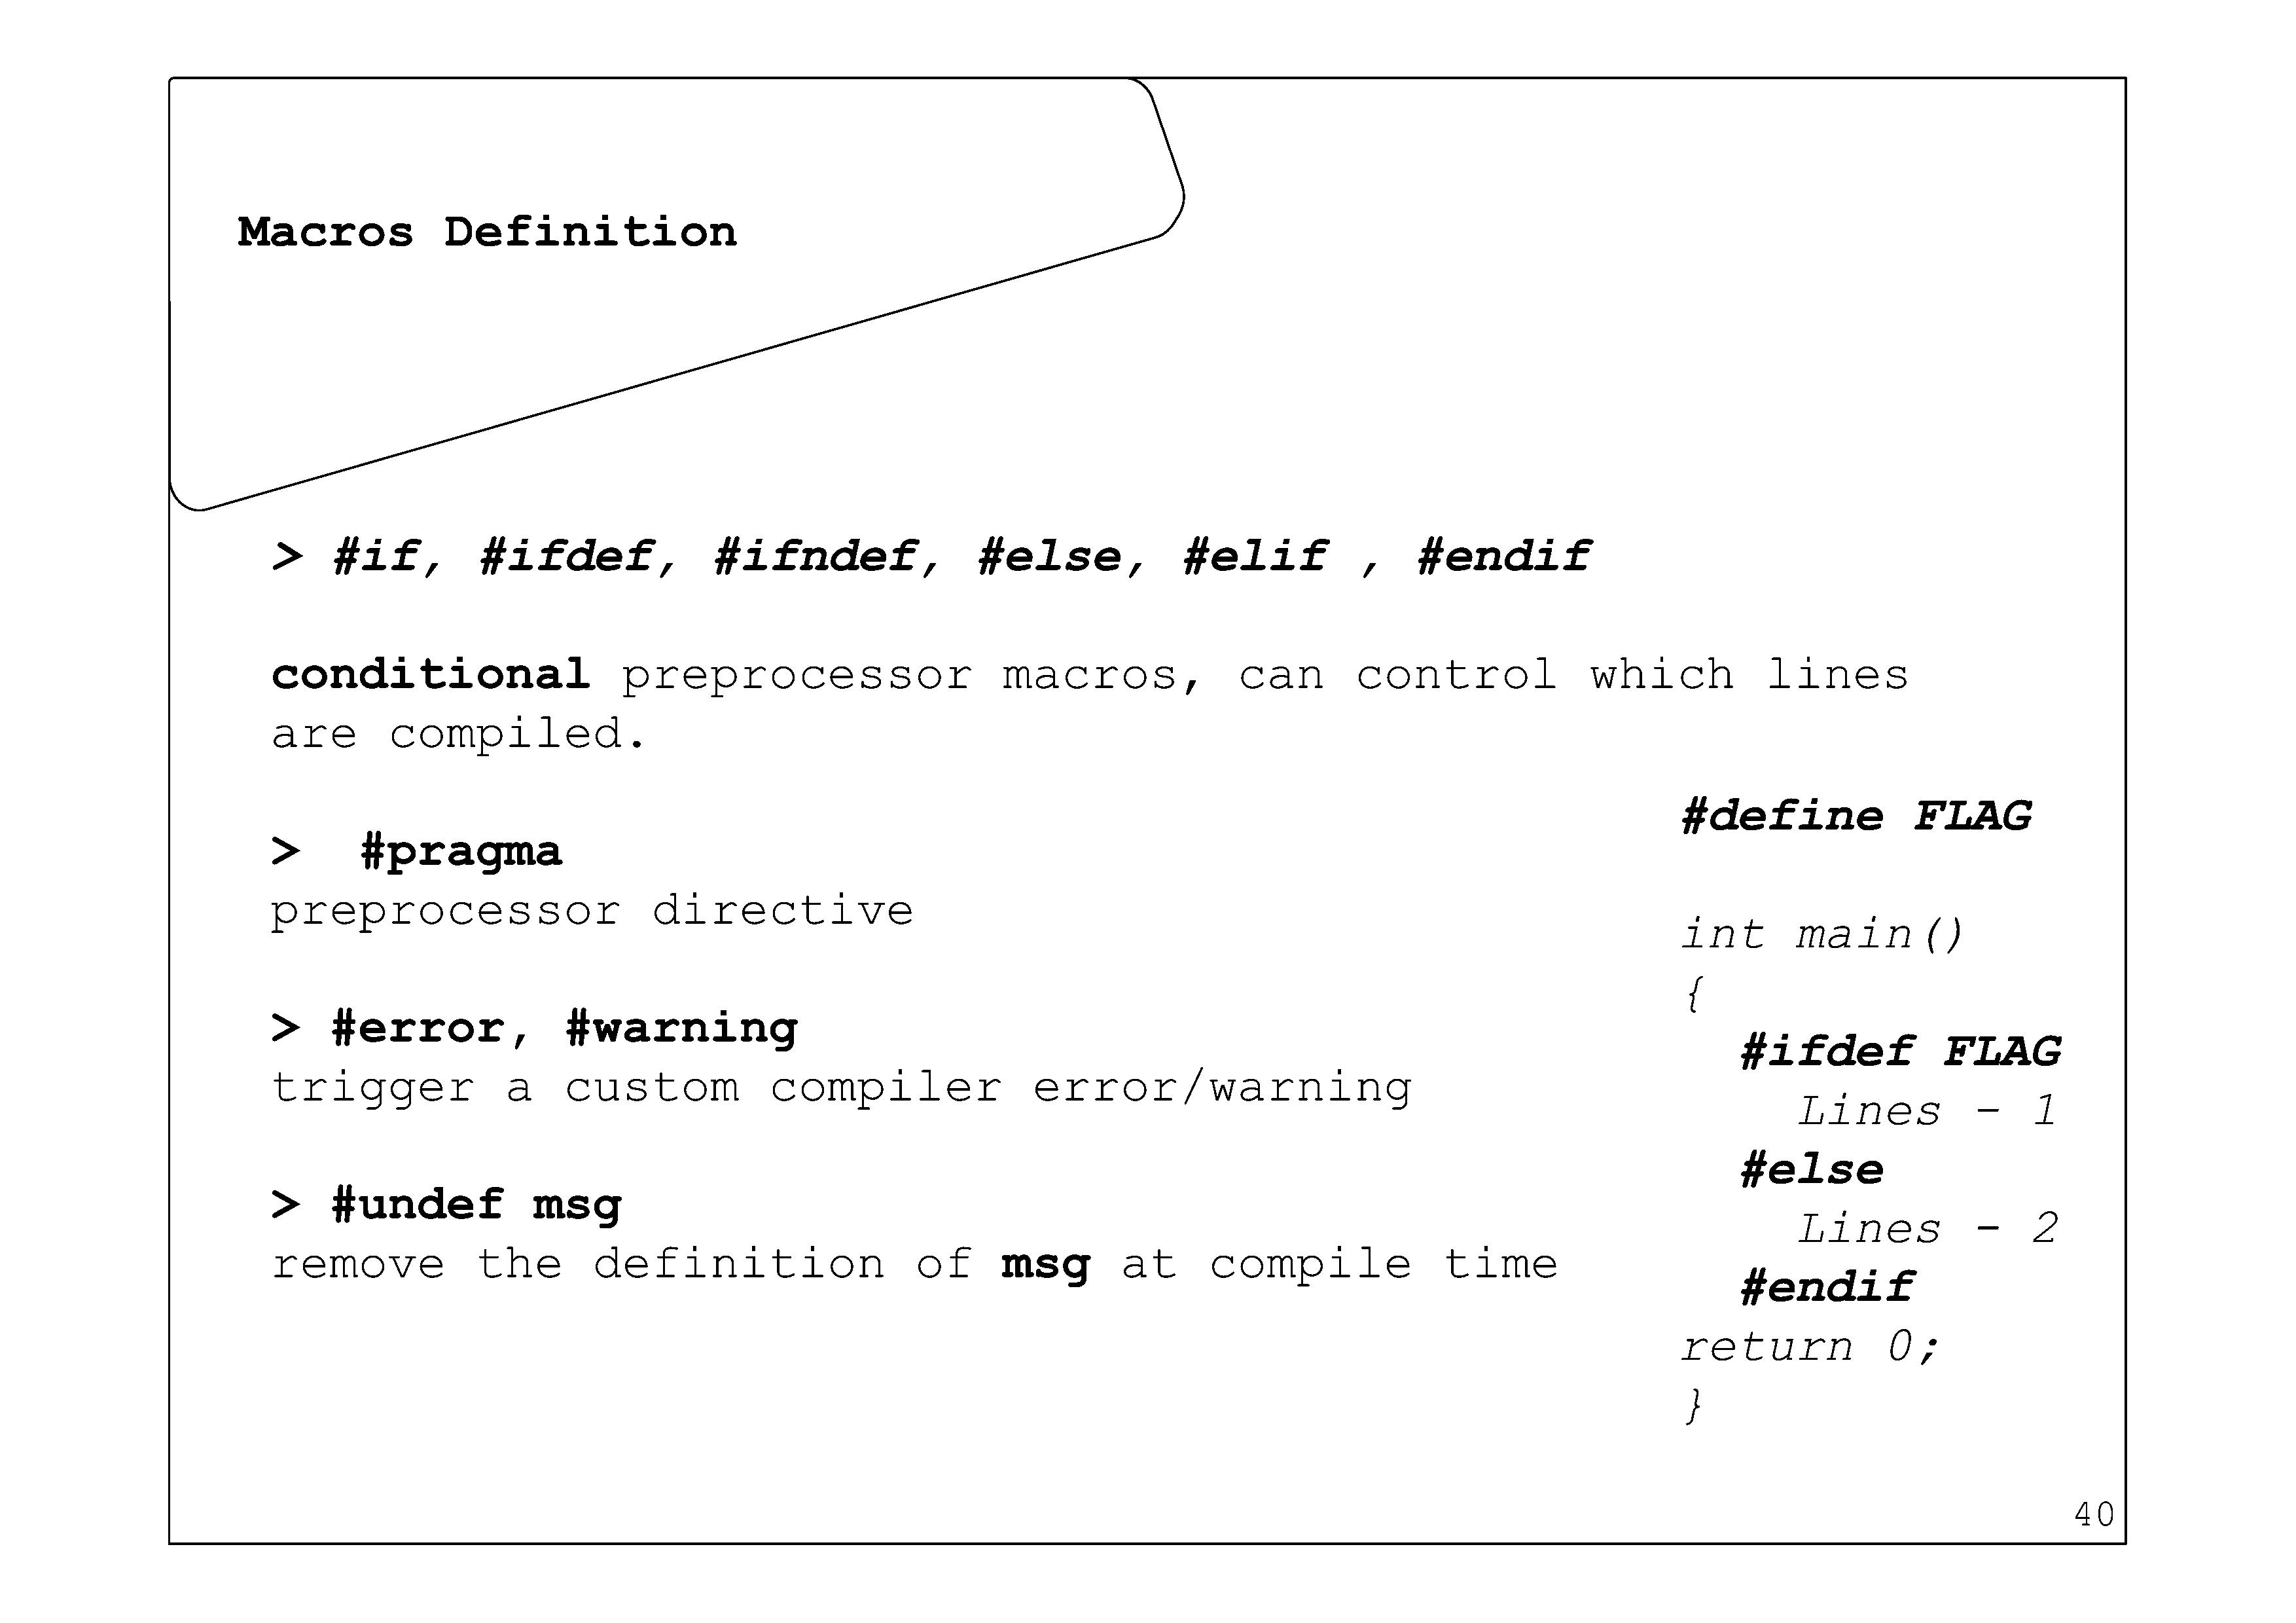 Macros Definition
> #if, #ifdef, #ifndef, #else, #elif , #endif
conditional preprocessor macros, can control which lines
are compiled.
> #pragma
preprocessor directive
> #error, #warning
trigger a custom compiler error/warning
> #undef msg
remove the definition of msg at compile time
#define FLAG
int main()
{
#ifdef FLAG
Lines - 1
#else
Lines - 2
#endif
return 0;
}
40